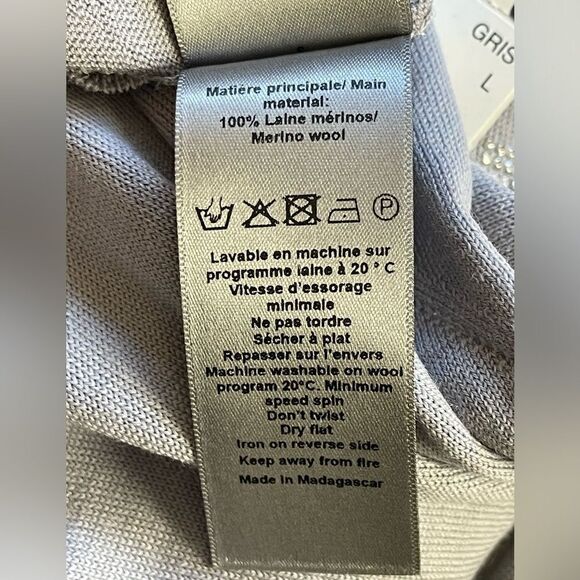 GRIS
L
Matiére principale/ Main
material:
100% Laine mérinos/
Merino wool
P
Lavable en machine sur
programme laine à 20 ° C
Vitesse d'essorage
minimale
Ne pas tordre
Sécher à plat
Repasser sur l'envers
Machine washable on wool
program 20°C. Minimum
speed spin
Don't twist
Dry flat
Iron on reverse side
Keep away from fire
Made in Madagascar